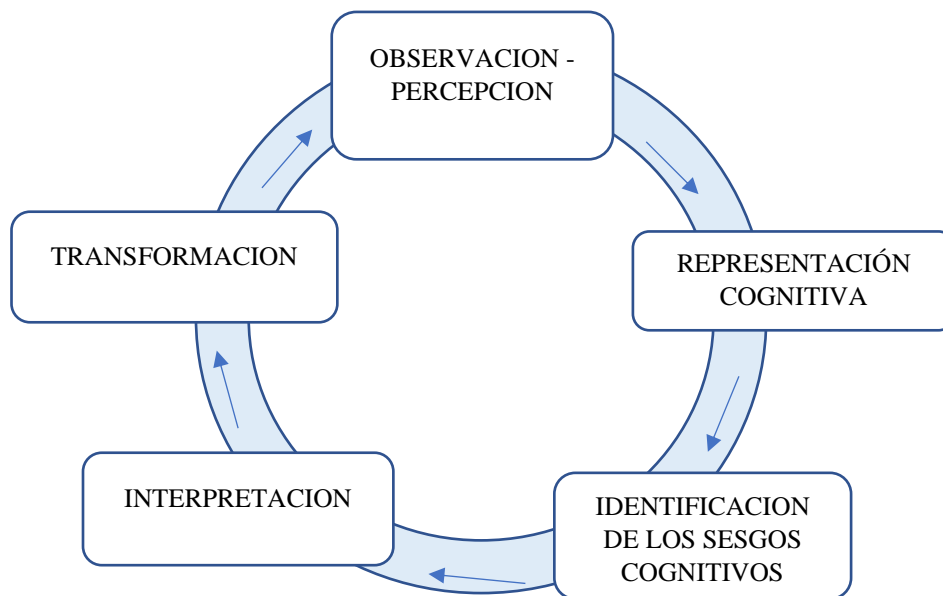 OBSERVACION -
PERCEPCION
REPRESENTACIÓN
COGNITIVA
IDENTIFICACION
DE LOS SESGOS
COGNITIVOS
INTERPRETACION
TRANSFORMACION